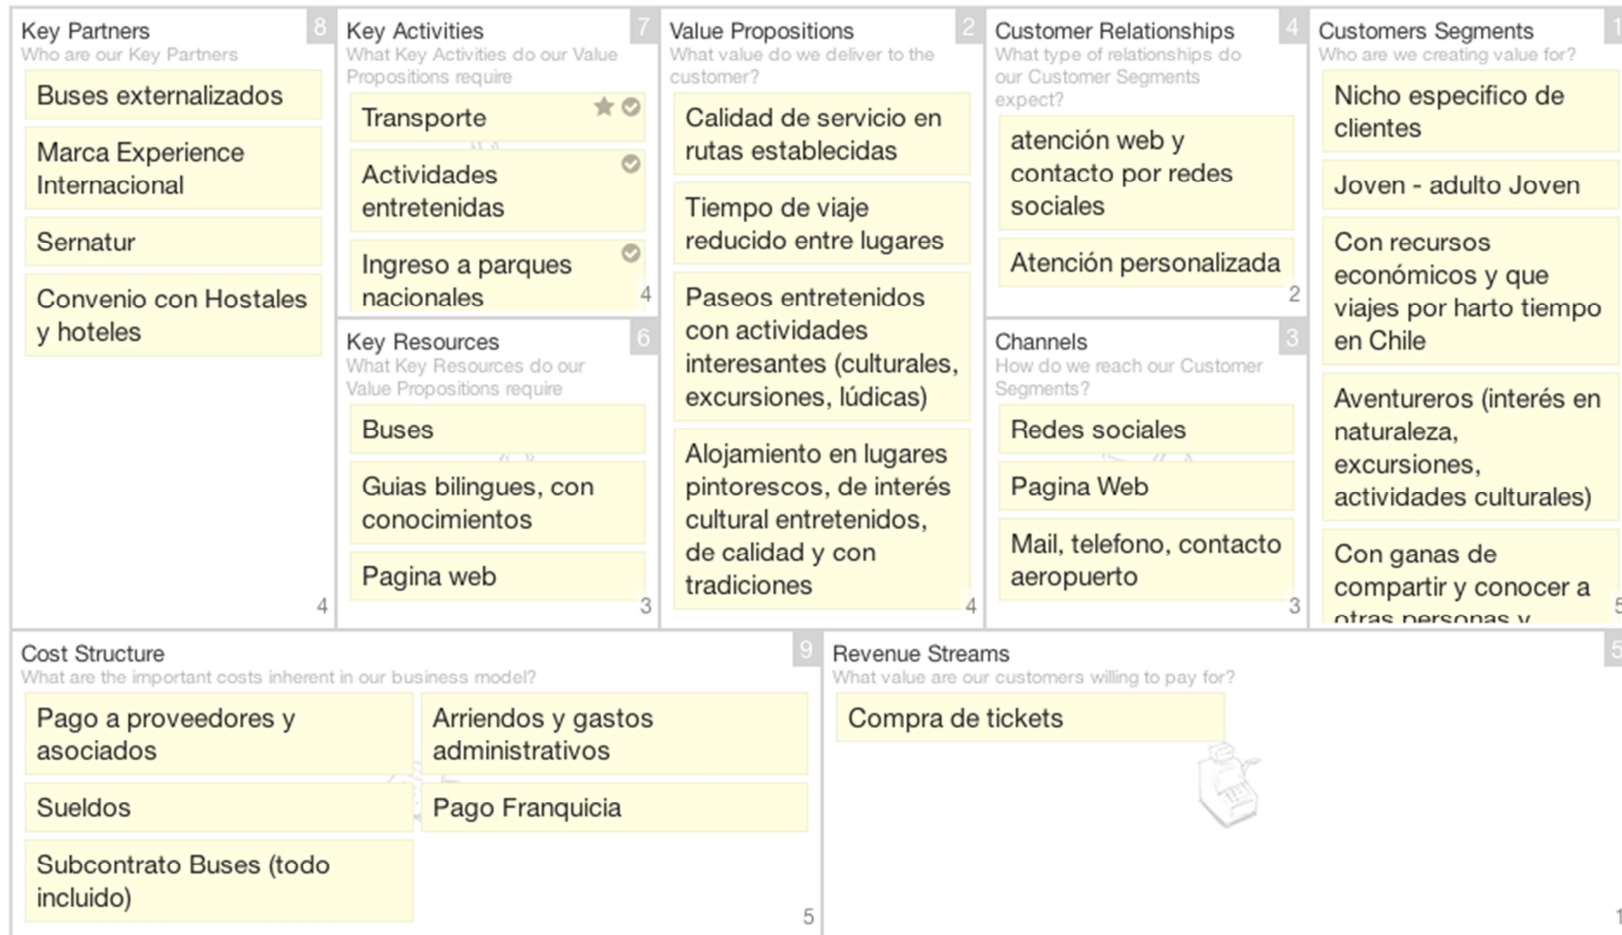 Key Partners
8
Who are our Key Partners
Buses externalizados
Marca Experience
Internacional
Sernatur
Convenio con Hostales
y hoteles
4
Key Activities
7
What Key Activities do our Value
Propositions require
Transporte
Actividades
entretenidas
Ingreso a parques
nacionales
4
Key Resources
6
What Key Resources do our
Value Propositions require
Buses
Guias bilingues, con
conocimientos
Pagina web
3
Value Propositions
2
What value do we deliver to the
customer?
Calidad de servicio en
rutas establecidas
Tiempo de viaje
reducido entre lugares
Paseos entretenidos
con actividades
interesantes (culturales,
excursiones, lúdicas)
Alojamiento en lugares
pintorescos, de interés
cultural entretenidos,
de calidad y con
tradiciones
4
Customer Relationships
4
What type of relationships do
our Customer Segments
expect?
atención web y
contacto por redes
sociales
Atención personalizada
2
Channels
3
How do we reach our Customer
Segments?
Redes sociales
Pagina Web
Mail, telefono, contacto
aeropuerto
3
Customers Segments
1
Who are we creating value for?
Nicho especifico de
clientes
Joven - adulto Joven
Con recursos
económicos y que
viajes por harto tiempo
en Chile
Aventureros (interés en
naturaleza,
excursiones,
actividades culturales)
Con ganas de
compartir y conocer a
otras personas y
5
Cost Structure
9
What are the important costs inherent in our business model?
Pago a proveedores y
asociados
Sueldos
Subcontrato Buses (todo
incluido)
Arriendos y gastos
administrativos
Pago Franquicia
5
Revenue Streams
5
What value are our customers willing to pay for?
Compra de tickets
1